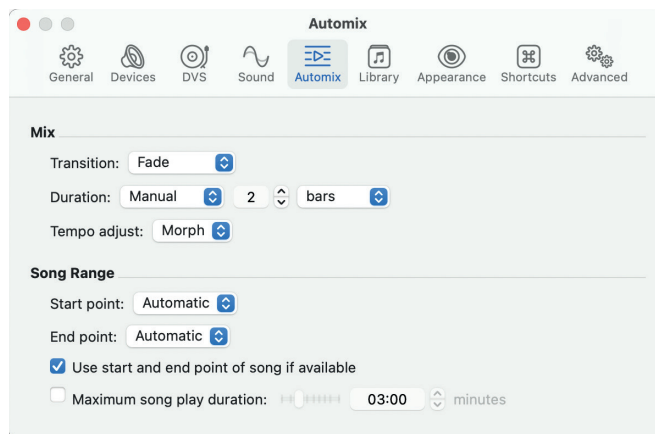 Automix
General Devices DVS Sound Automix Library Appearance Shortcuts Advanced
Mix
Transition: Fade
Duration: Manual 2 bars
Tempo adjust: Morph
Song Range
Start point: Automatic
End point: Automatic
Use start and end point of song if available
Maximum song play duration: 03:00 minutes